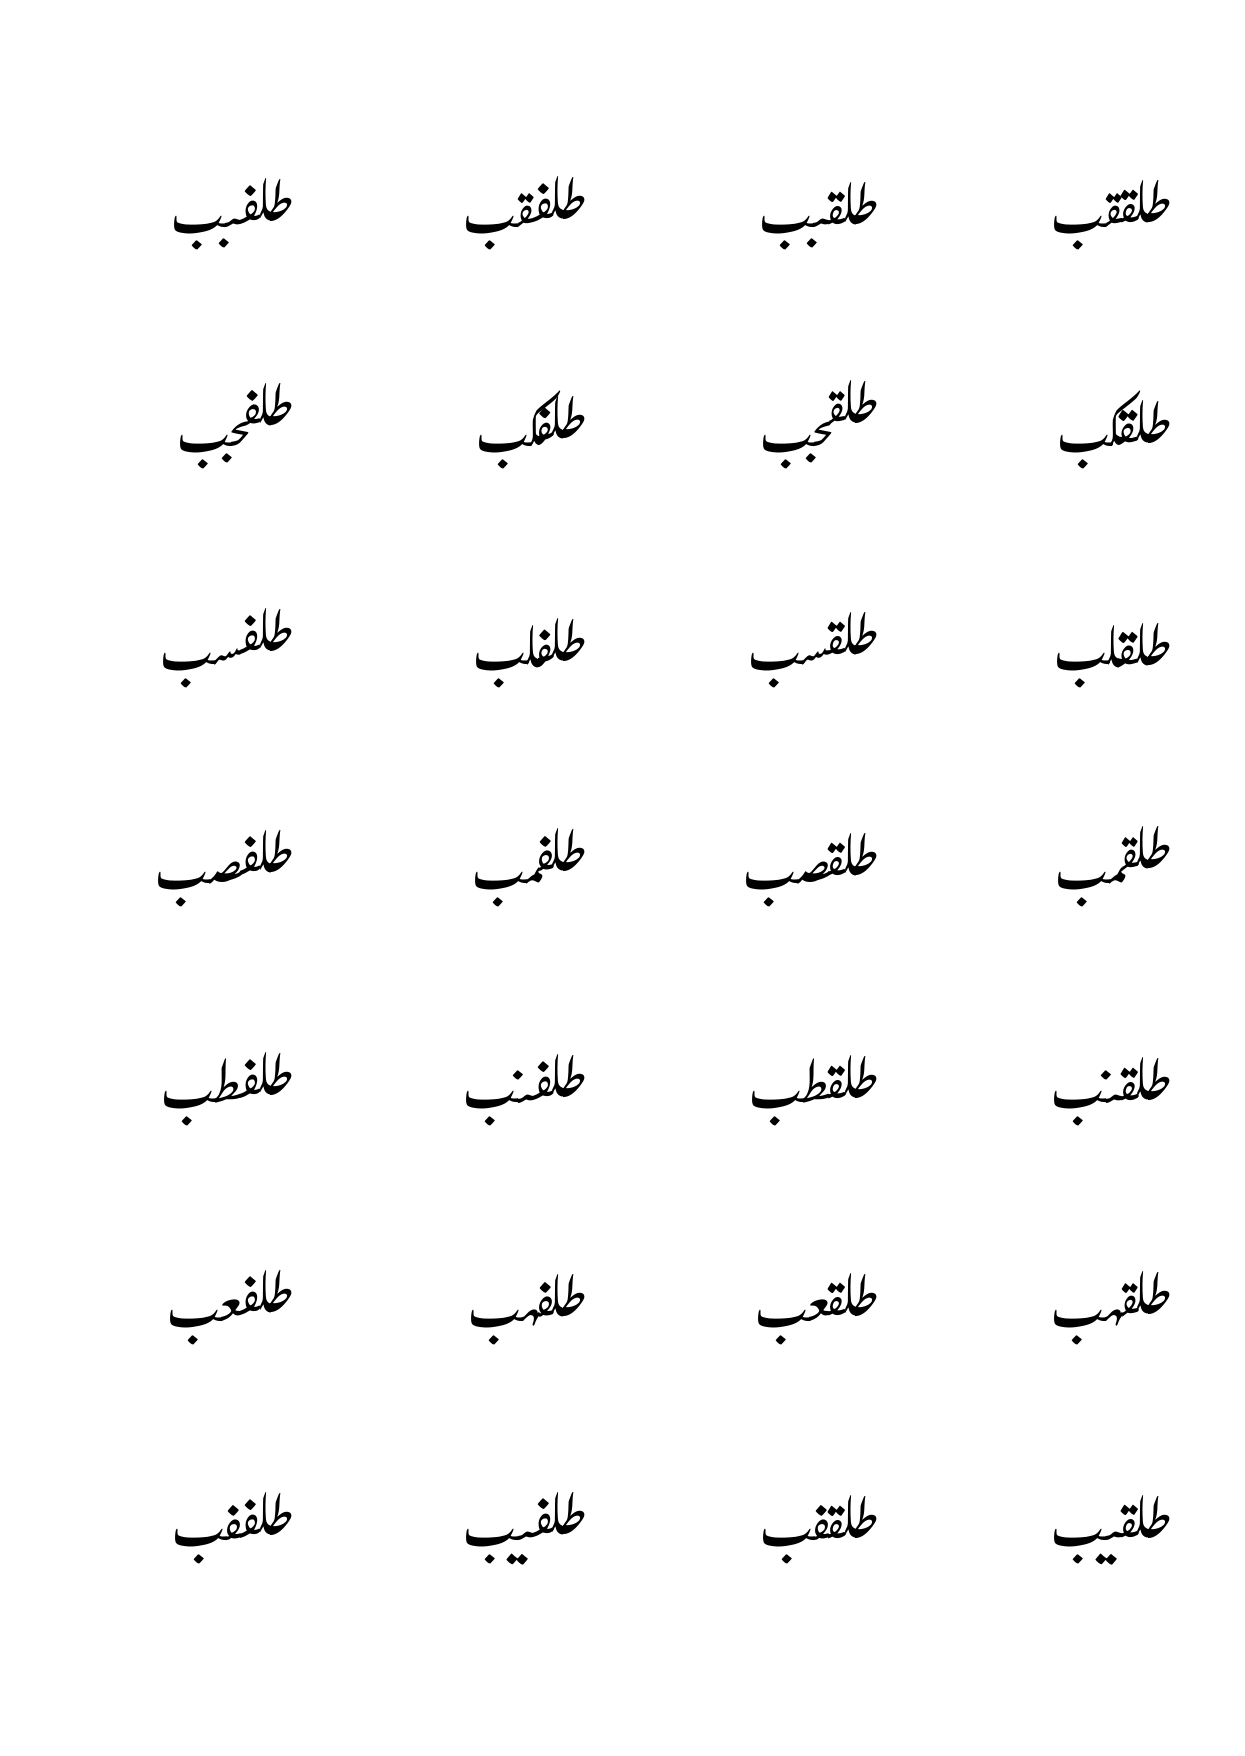 طلققب طلقبب طلفقب طلفبب
طلقكب طلقجب طلفكب طلفجب
طلقلب طلقسب طلفلب طلفسب
طلقمب طلقصب طلفمب طلفصب
طلقنب طلقطب طلفنب طلفطب
طلقهب طلقعب طلفهب طلفعب
طلقيب طلقفب طلفيب طلففب